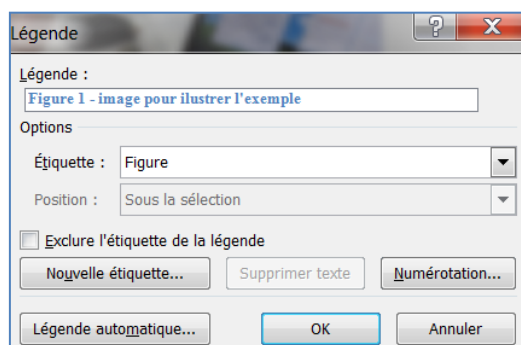 Légende
Légende :
Figure 1 - image pour ilustrer l'exemple
Options
Étiquette : Figure
Position : Sous la sélection
Exclure l'étiquette de la légende
Nouvelle étiquette... Supprimer texte Numérotation...
Légende automatique... OK Annuler